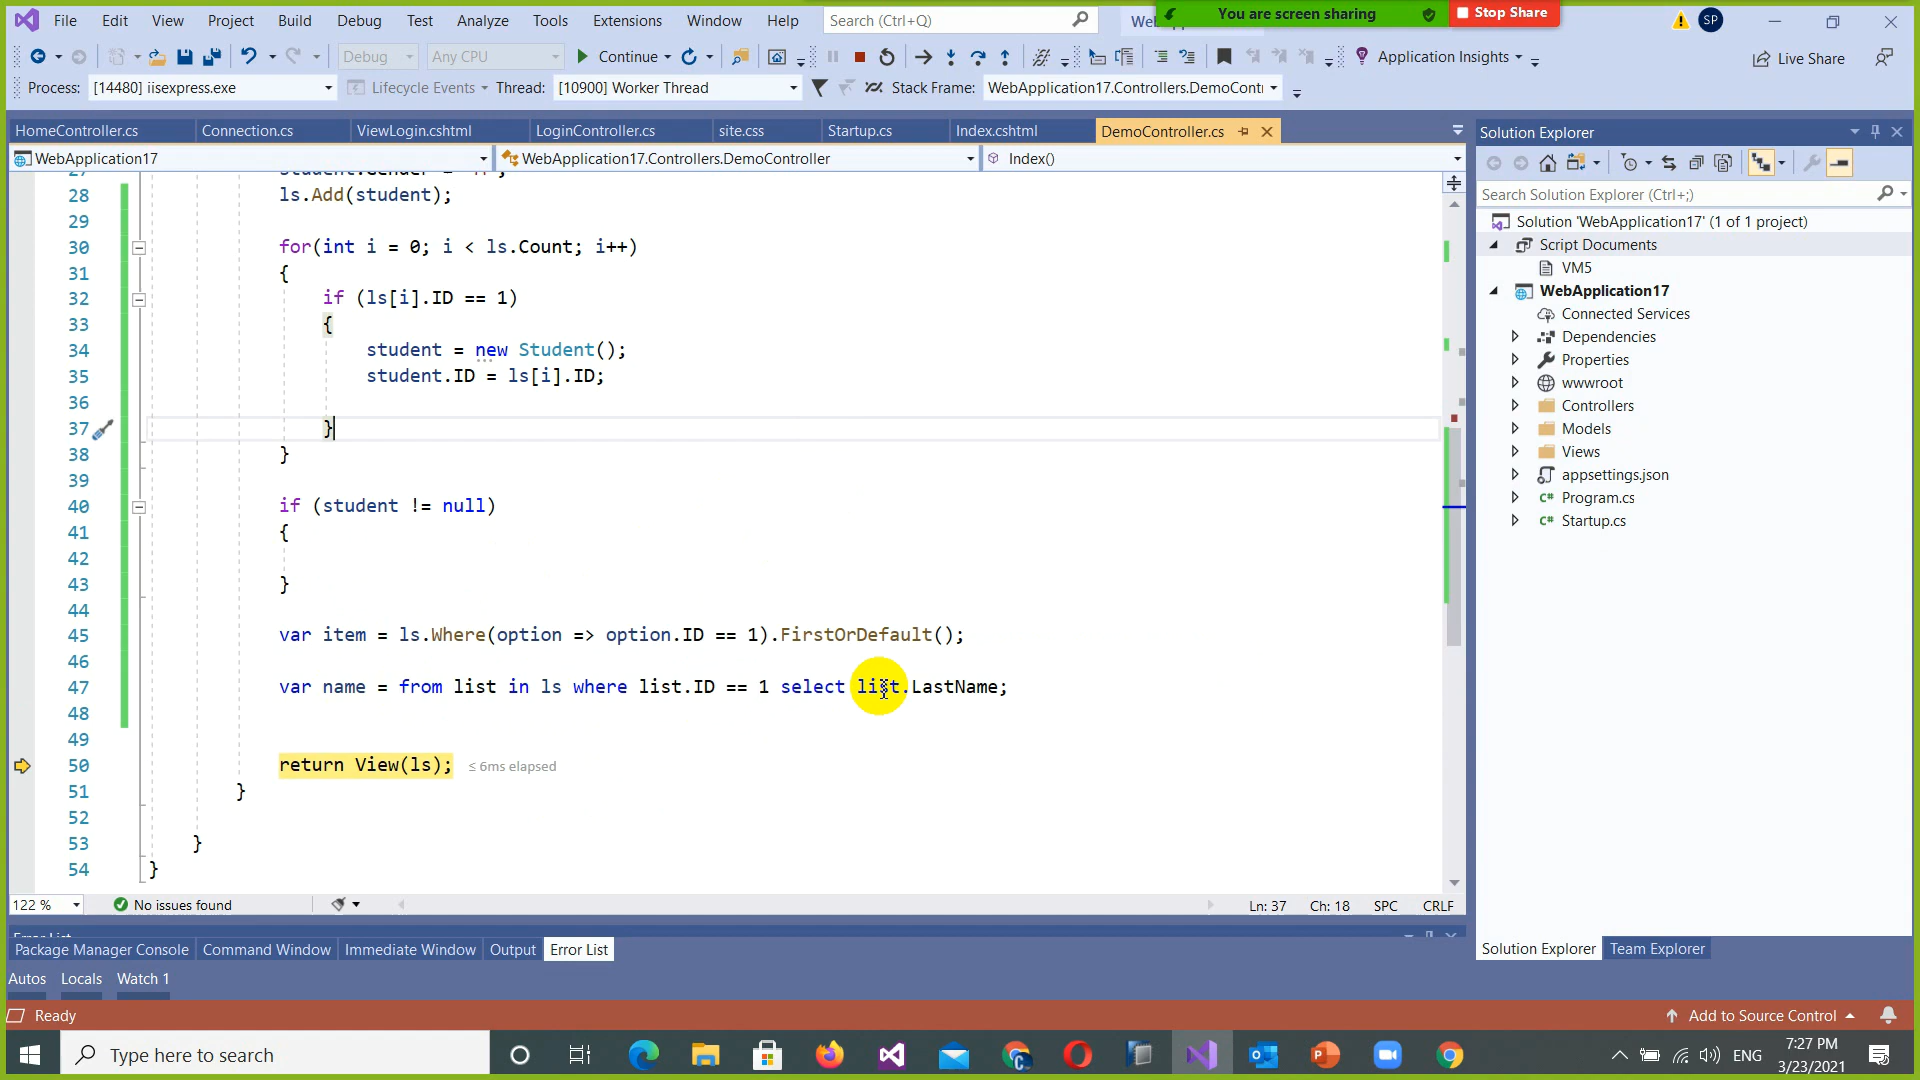 File Edit View Project Build Debug Test Analyze Tools Extensions Window Help Search (Ctrl+Q) You are screen sharing Stop Share SP
Debug Any CPU Continue Application Insights Live Share
Process: [14480] iisexpress.exe Lifecycle Events Thread: [10900] Worker Thread Stack Frame: WebApplication17.Controllers.DemoContr
HomeController.cs Connection.cs ViewLogin.cshtml LoginController.cs site.css Startup.cs Index.cshtml DemoController.cs
WebApplication17 WebApplication17.Controllers.DemoController Index()
28 ls.Add(student);
29
30 for(int i = 0; i < ls.Count; i++)
31 {
32 if (ls[i].ID == 1)
33 {
34 student = new Student();
35 student.ID = ls[i].ID;
36
37 }
38 }
39
40 if (student != null)
41 {
42
43 }
44
45 var item = ls.Where(option => option.ID == 1).FirstOrDefault();
46
47 var name = from list in ls where list.ID == 1 select list.LastName;
48
49
50 return View(ls); ≤ 6ms elapsed
51 }
52
53 }
54 }
122 % No issues found Ln: 37 Ch: 18 SPC CRLF
Package Manager Console Command Window Immediate Window Output Error List
Autos Locals Watch 1
Solution Explorer
Search Solution Explorer (Ctrl+;)
Solution 'WebApplication17' (1 of 1 project)
Script Documents
VM5
WebApplication17
Connected Services
Dependencies
Properties
wwwroot
Controllers
Models
Views
appsettings.json
C# Program.cs
C# Startup.cs
Solution Explorer Team Explorer
Ready Add to Source Control
Type here to search ENG 7:27 PM
3/23/2021